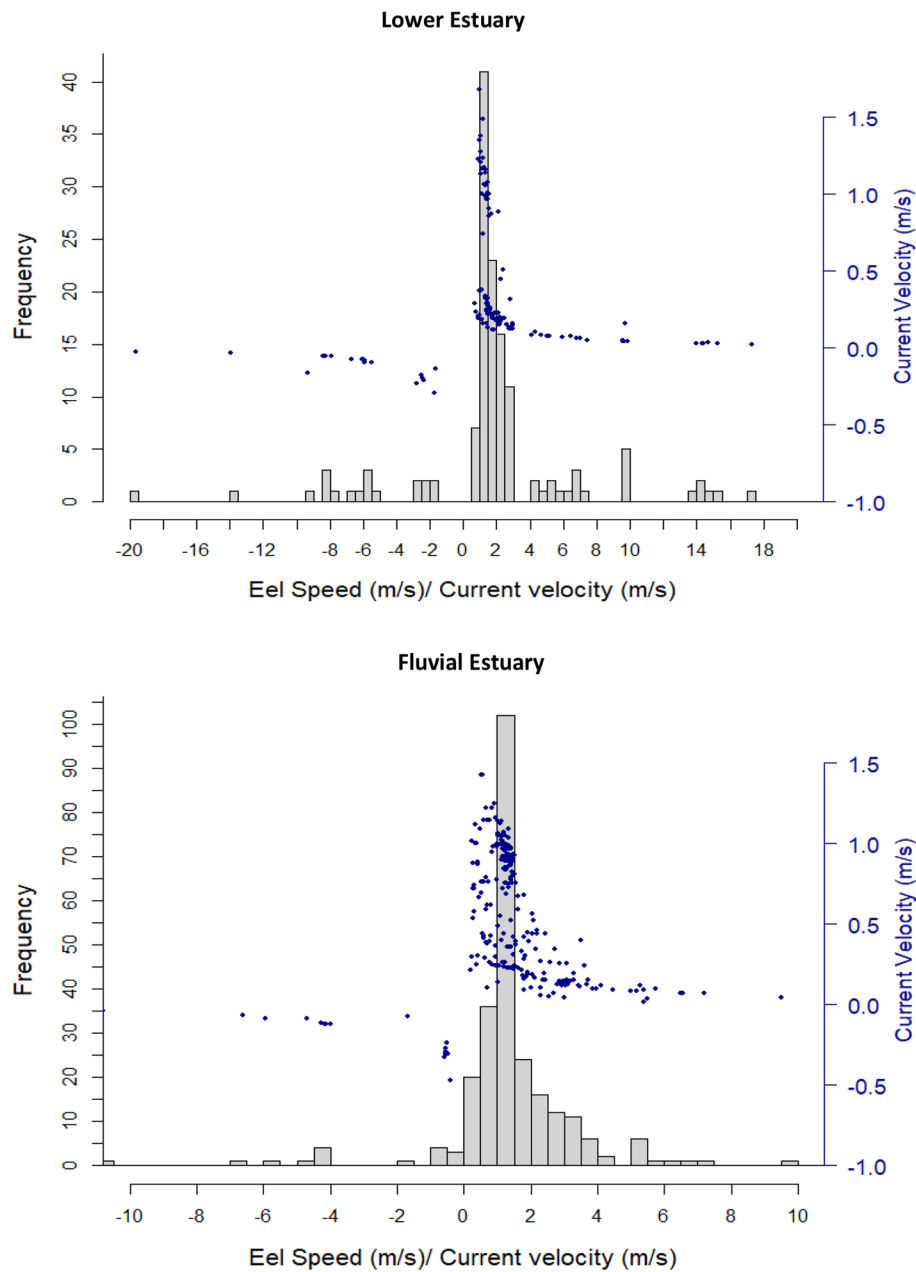 Lower Estuary
Frequency
0 5 10 15 20 25 30 35 40
Current Velocity (m/s)
-1.0 -0.5 0.0 0.5 1.0 1.5
-20 -16 -12 -8 -6 -4 -2 0 2 4 6 8 10 14 18
Eel Speed (m/s)/ Current velocity (m/s)
Fluvial Estuary
Frequency
0 10 20 30 40 50 60 70 80 90 100
Current Velocity (m/s)
-1.0 -0.5 0.0 0.5 1.0 1.5
-10 -8 -6 -4 -2 0 2 4 6 8 10
Eel Speed (m/s)/ Current velocity (m/s)